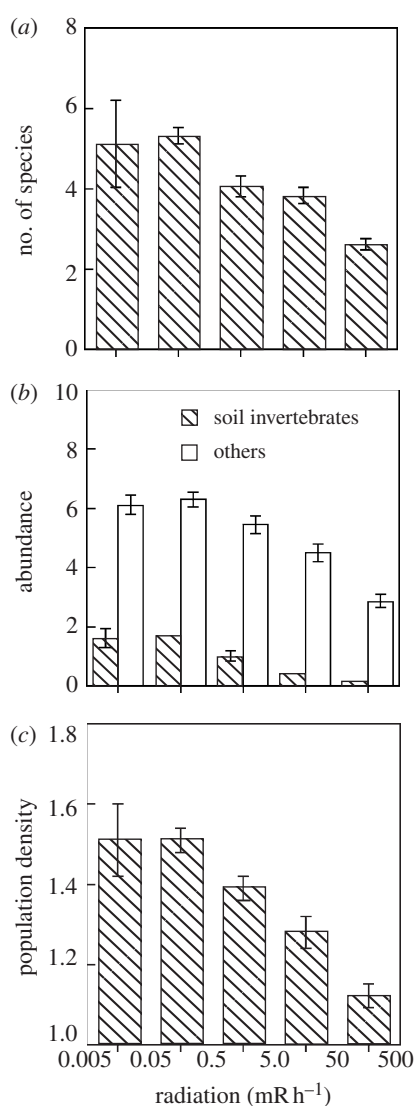 (a)
8
6
4
2
0
no. of species
(b)
10
8
6
4
2
0
abundance
soil invertebrates
others
(c)
1.8
1.6
1.4
1.2
1.0
population density
0.005 0.05 0.5 5.0 50 500
radiation (mR h⁻¹)